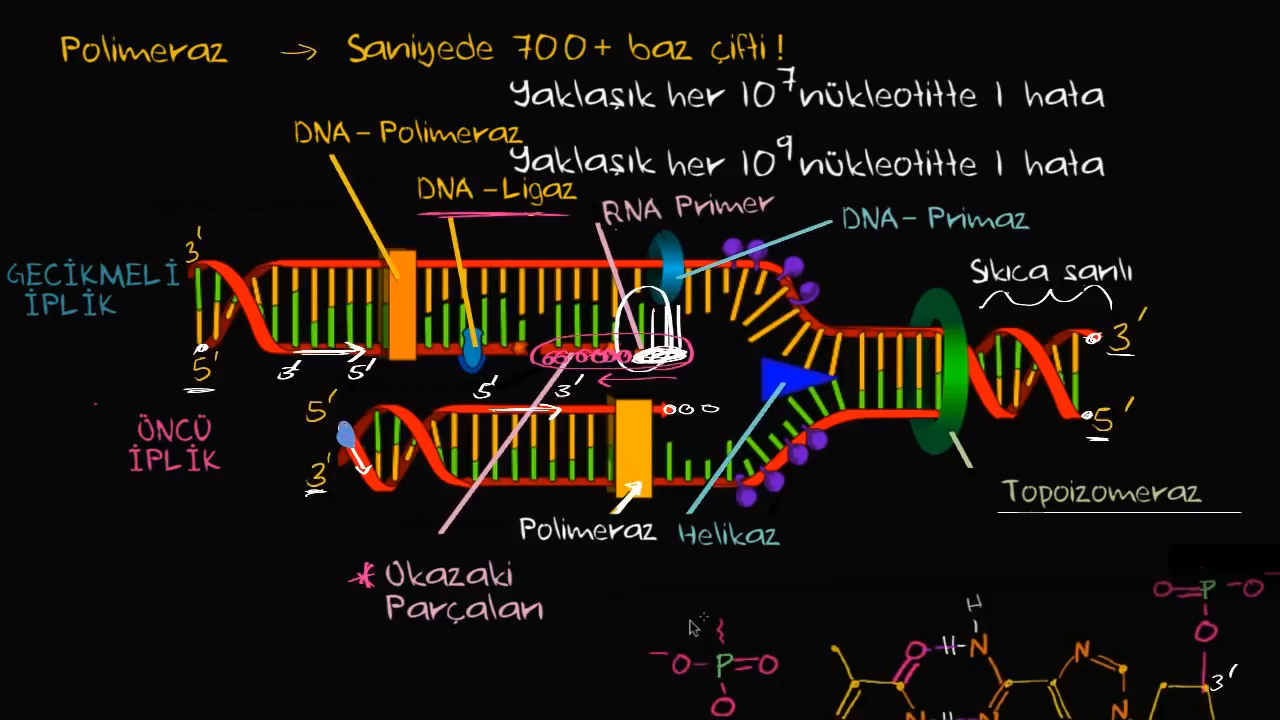 Polimeraz → Saniyede 700+ baz çifti!
Yaklaşık her 10⁷ nükleotitte 1 hata
DNA-Polimeraz
Yaklaşık her 10⁹ nükleotitte 1 hata
DNA-Ligaz
RNA Primer
DNA-Primaz
3'
GECİKMELİ
İPLİK
Sıkıca sarılı
3'
5'
3' 5'
5' 3'
5'
5'
ÖNCÜ
İPLİK
3'
Topoizomeraz
Polimeraz
Helikaz
* Okazaki
Parçaları
O=P-O⁻
H
O
⁻O-P=O
O-H-N
N
O
3'
N H N
N